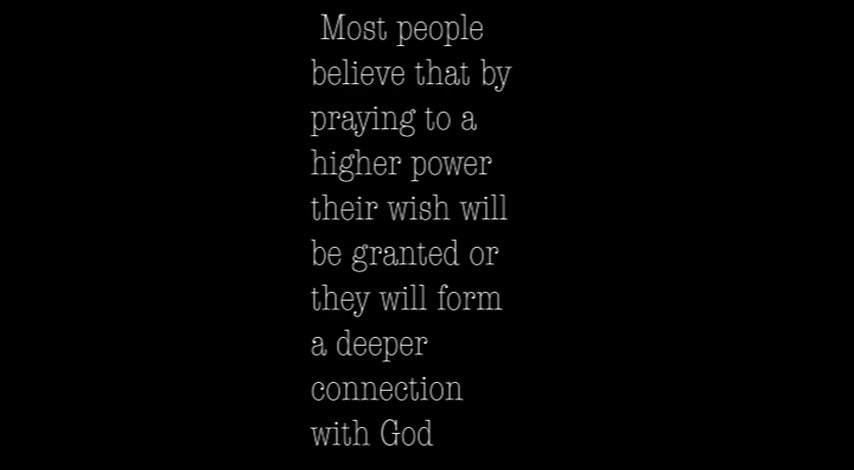 Most people
believe that by
praying to a
higher power
their wish will
be granted or
they will form
a deeper
connection
with God